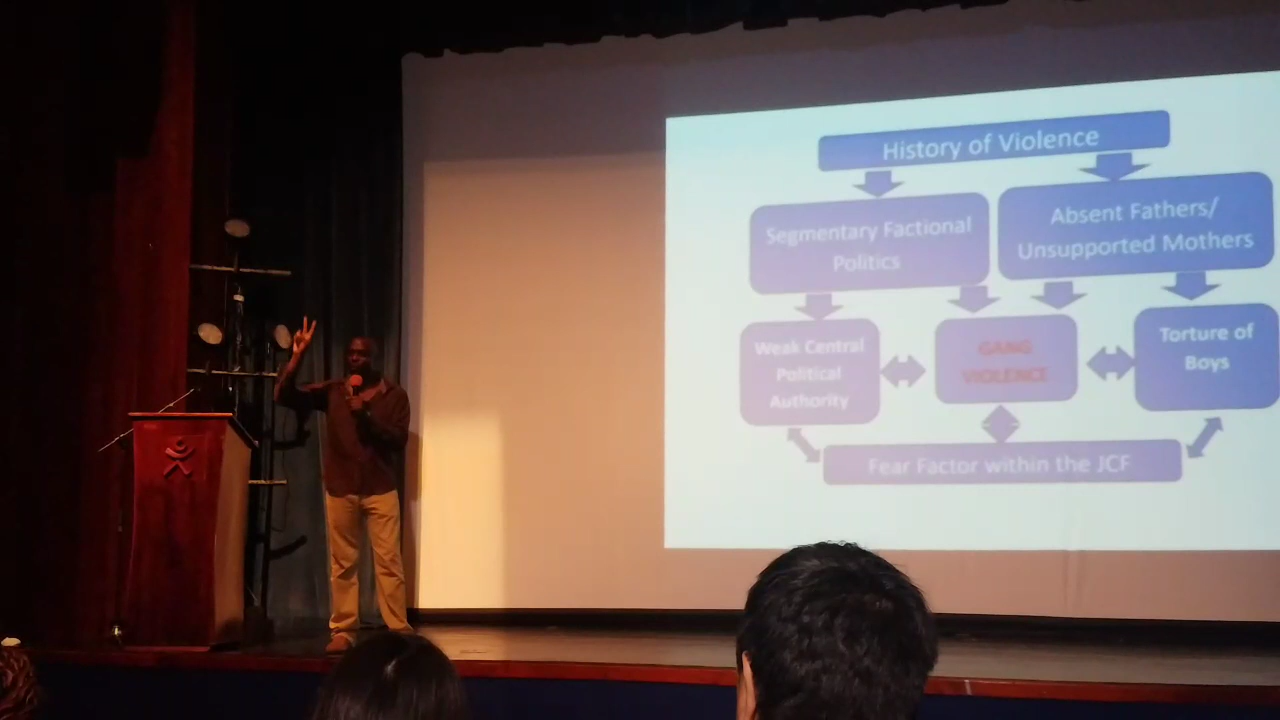 History of Violence
Segmentary Factional
Politics
Absent Fathers/
Unsupported Mothers
Weak Central
Political
Authority
GANG
VIOLENCE
Torture of
Boys
Fear Factor within the JCF